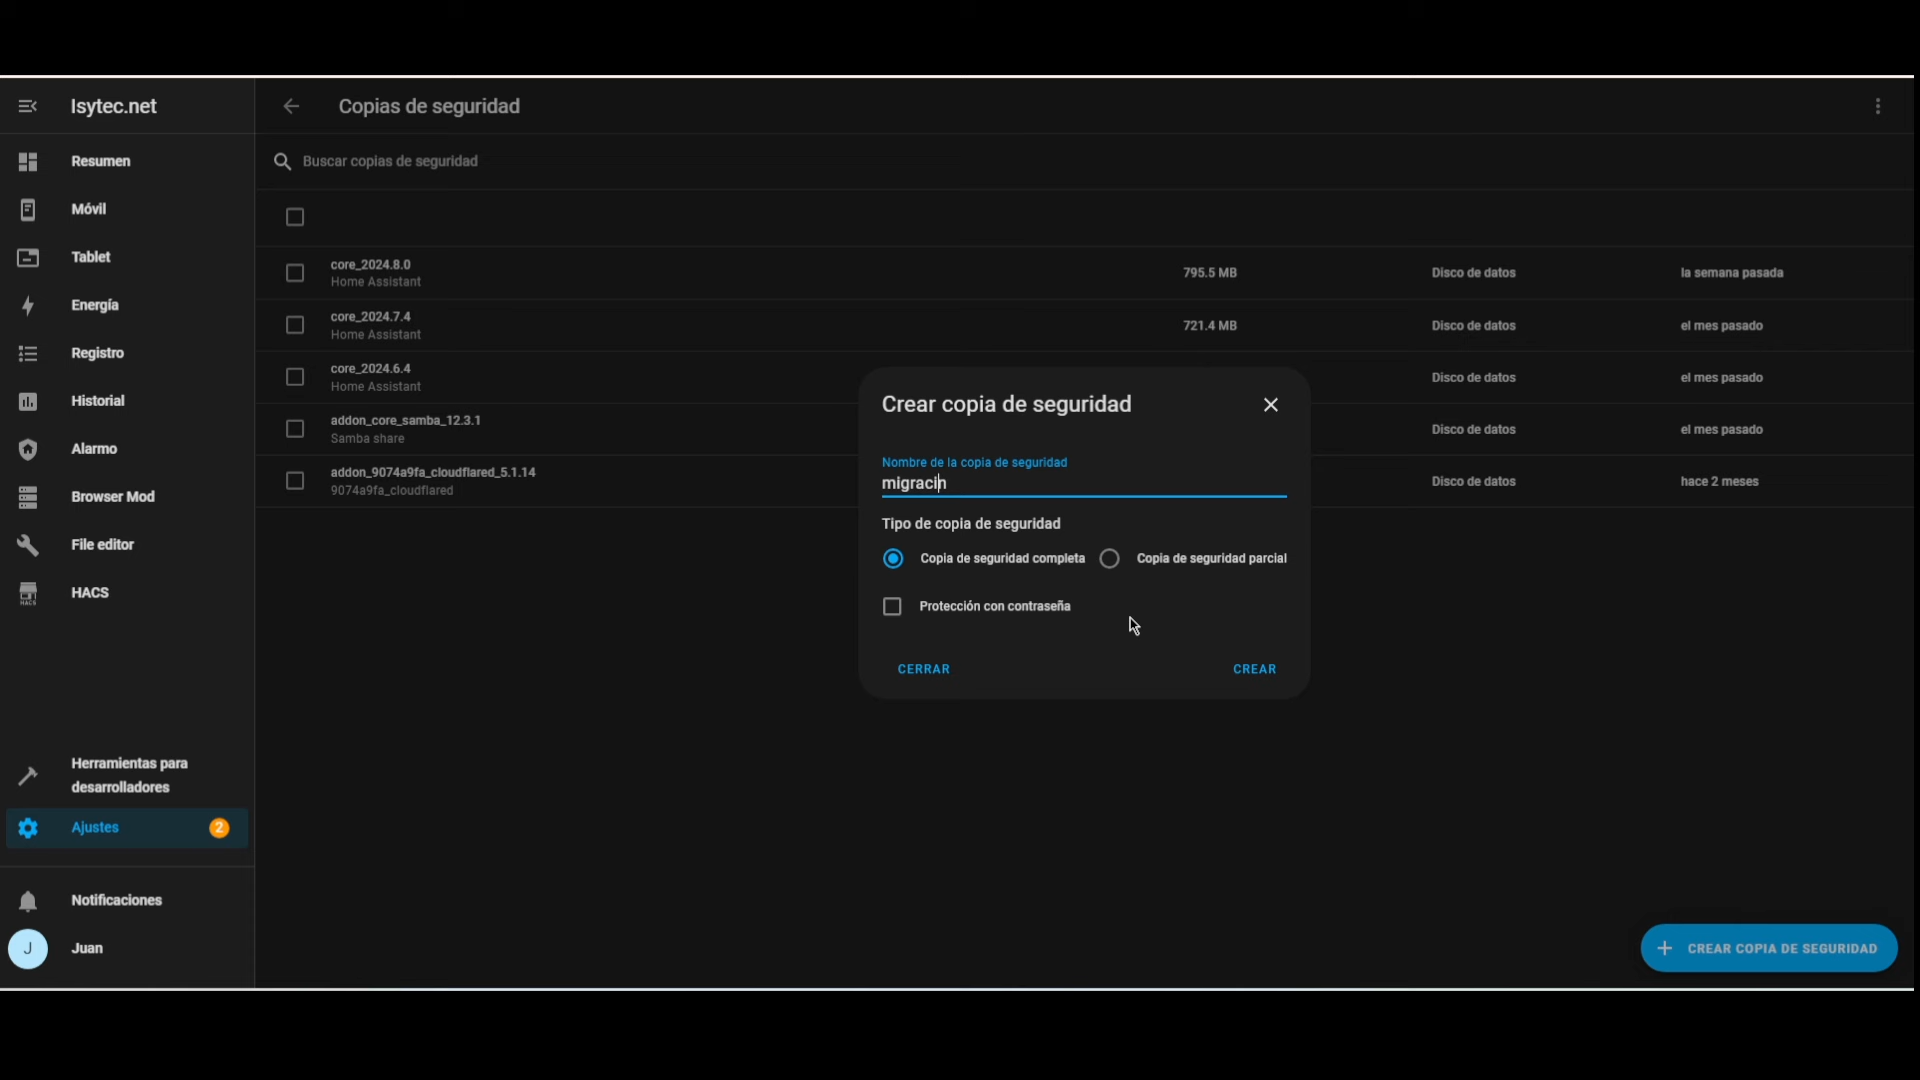 Isytec.net
Copias de seguridad
Resumen
Buscar copias de seguridad
Móvil
Tablet
Energía
Registro
Historial
Alarmo
Browser Mod
File editor
HACS
HACS
core_2024.8.0
Home Assistant
795.5 MB
Disco de datos
la semana pasada
core_2024.7.4
Home Assistant
721.4 MB
Disco de datos
el mes pasado
core_2024.6.4
Home Assistant
Disco de datos
el mes pasado
addon_core_samba_12.3.1
Samba share
Disco de datos
el mes pasado
addon_9074a9fa_cloudflared_5.1.14
9074a9fa_cloudflared
Disco de datos
hace 2 meses
Crear copia de seguridad
Nombre de la copia de seguridad
migracin
Tipo de copia de seguridad
Copia de seguridad completa
Copia de seguridad parcial
Protección con contraseña
CERRAR
CREAR
Herramientas para
desarrolladores
Ajustes
2
Notificaciones
J
Juan
CREAR COPIA DE SEGURIDAD